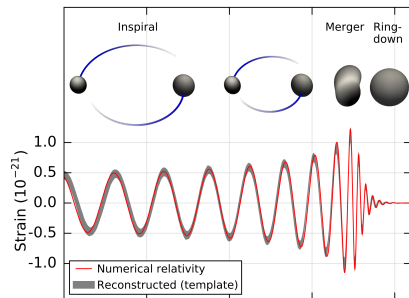 Inspiral
Merger
Ring-
down
Strain (10⁻²¹)
1.0
0.5
0.0
-0.5
-1.0
Numerical relativity
Reconstructed (template)